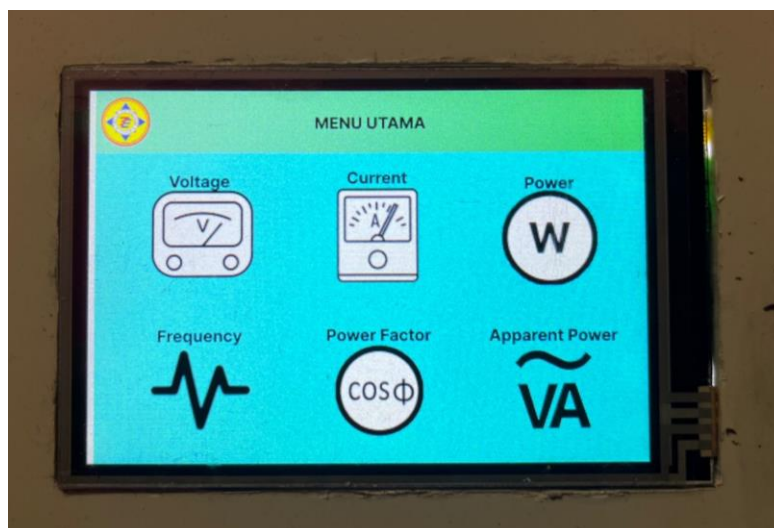 MENU UTAMA
Voltage
Current
Power
V
A
W
Frequency
Power Factor
Apparent Power
COSΦ
VA